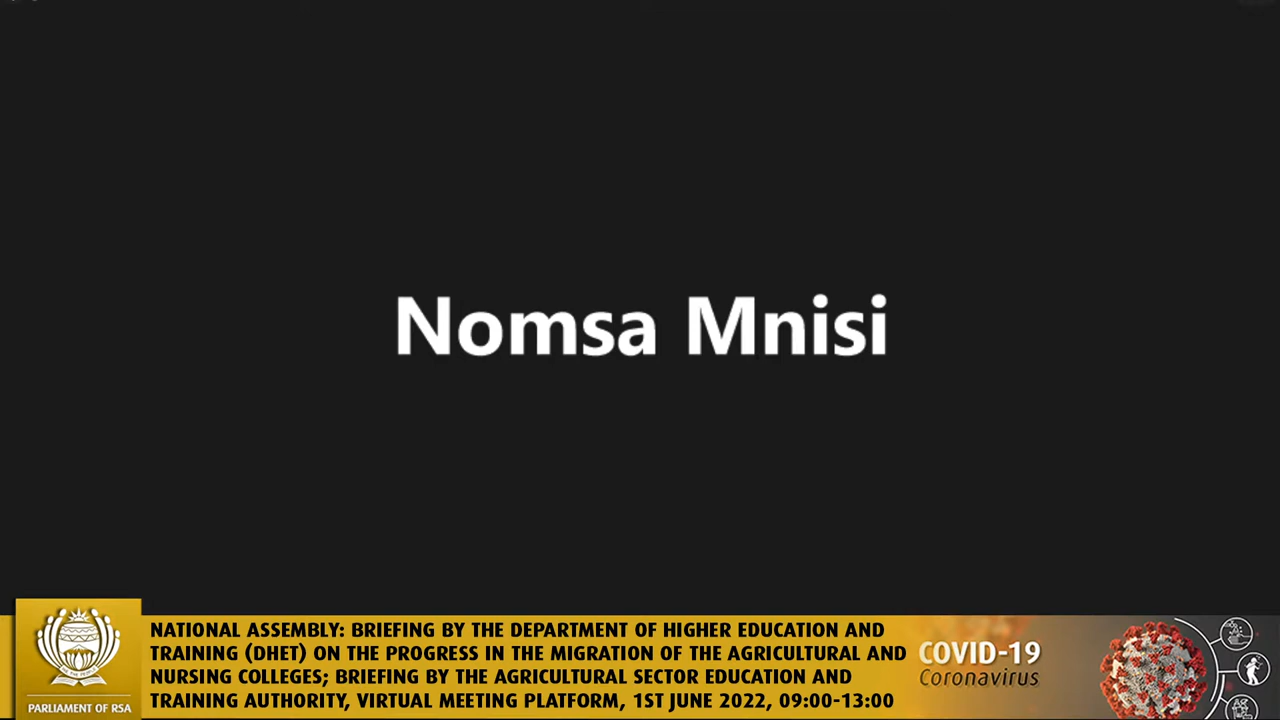 Nomsa Mnisi
NATIONAL ASSEMBLY: BRIEFING BY THE DEPARTMENT OF HIGHER EDUCATION AND
TRAINING (DHET) ON THE PROGRESS IN THE MIGRATION OF THE AGRICULTURAL AND
NURSING COLLEGES; BRIEFING BY THE AGRICULTURAL SECTOR EDUCATION AND
TRAINING AUTHORITY, VIRTUAL MEETING PLATFORM, 1ST JUNE 2022, 09:00-13:00
PARLIAMENT OF RSA
COVID-19
Coronavirus